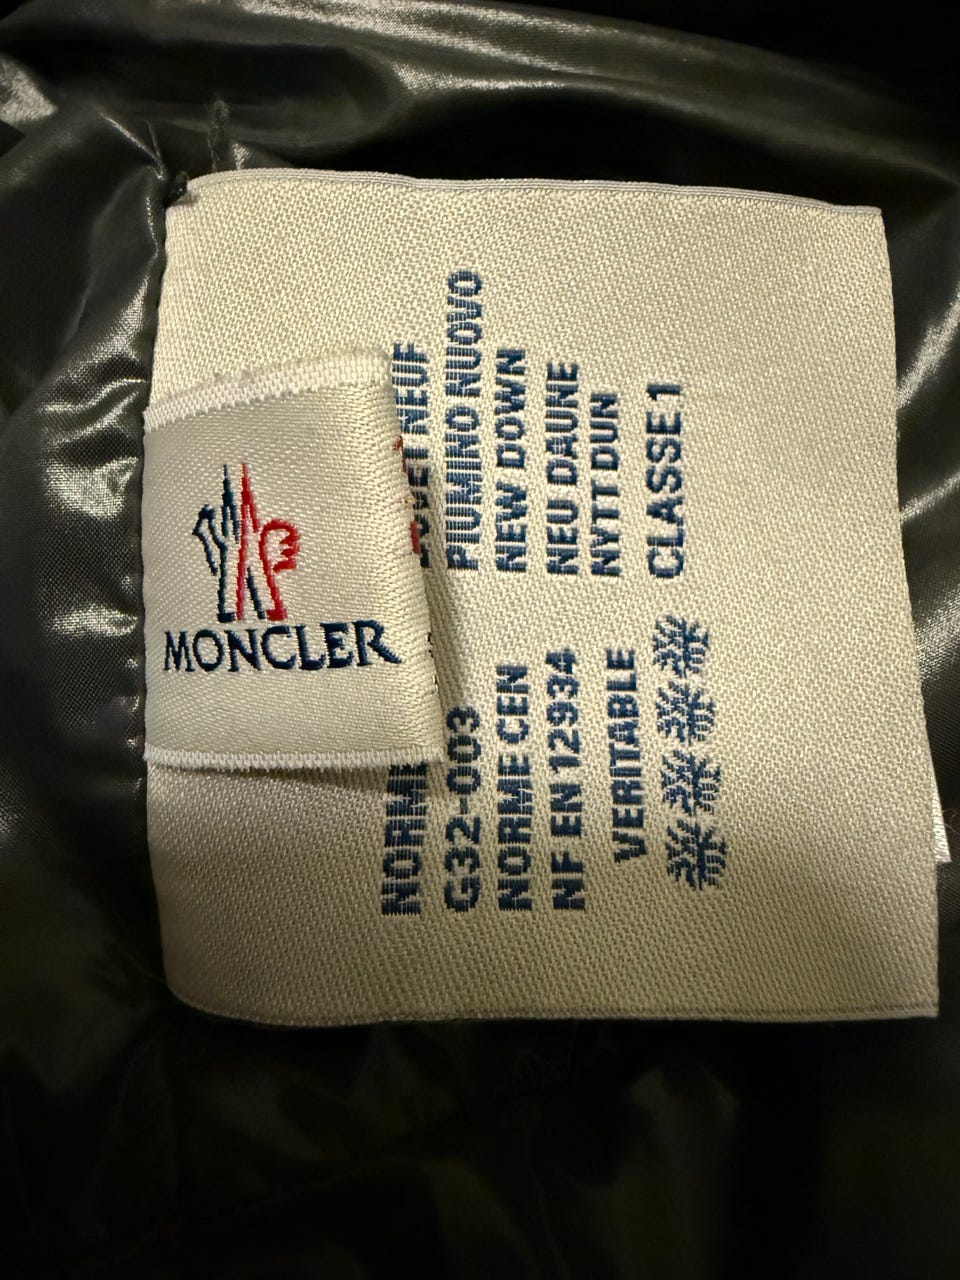 MONCLER
NEUF
PIUMINO NUOVO
NEW DOWN
NEU DAUNE
NYTT DUN
CLASSE 1
G32-003
NORME CEN
NF EN 12934
VERITABLE